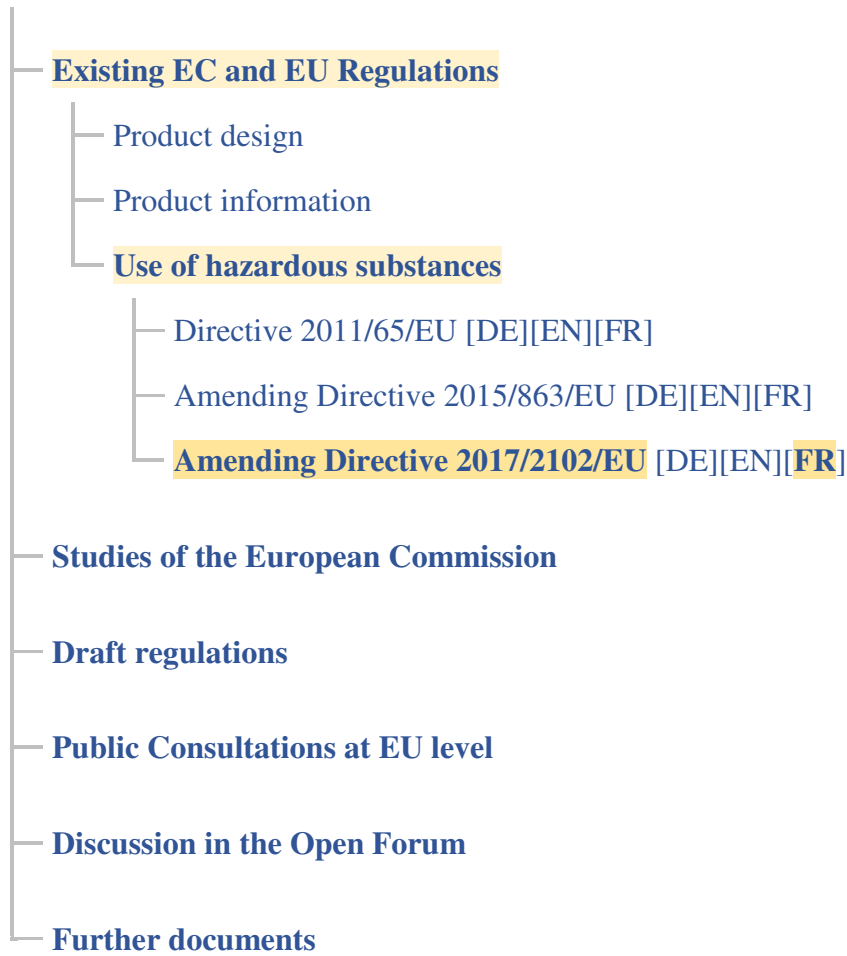 Existing EC and EU Regulations
Product design
Product information
Use of hazardous substances
Directive 2011/65/EU [DE][EN][FR]
Amending Directive 2015/863/EU [DE][EN][FR]
Amending Directive 2017/2102/EU [DE][EN][FR]
Studies of the European Commission
Draft regulations
Public Consultations at EU level
Discussion in the Open Forum
Further documents